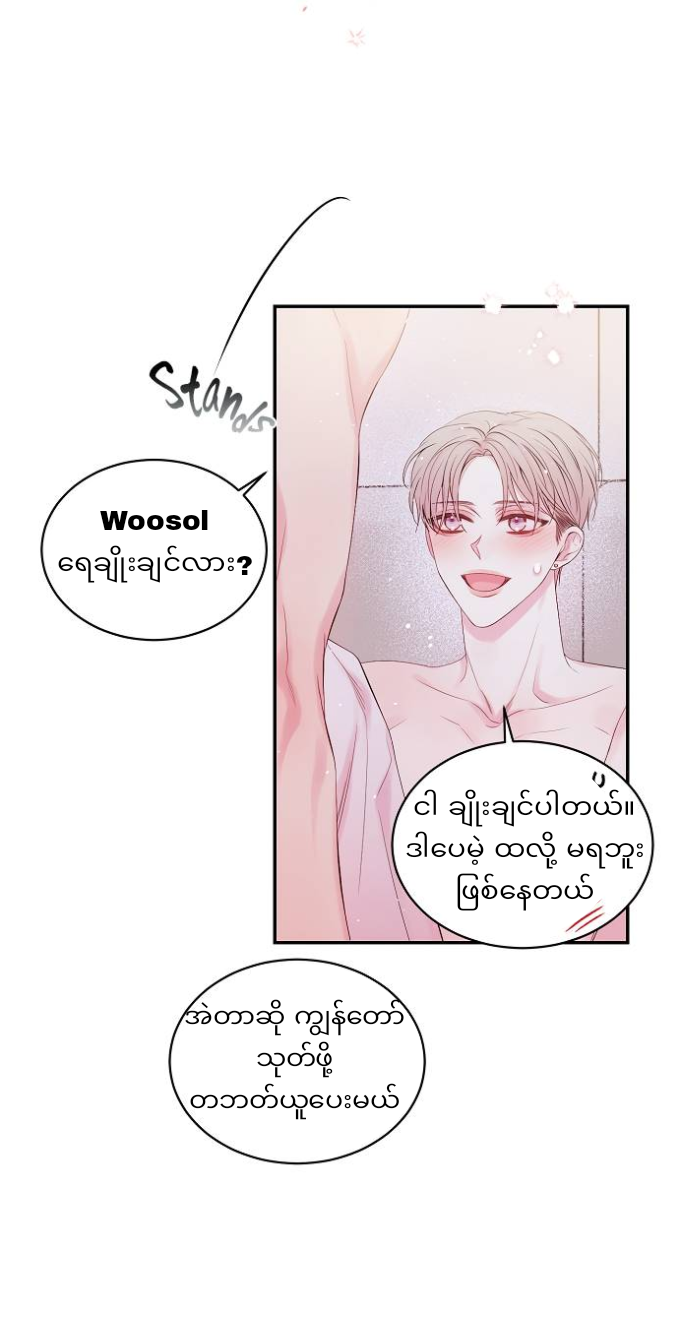 Stands
Woosol
ရေချိုးချင်လား?
ငါ ချိုးချင်ပါတယ်။
ဒါပေမဲ့ ထလို့ မရဘူး
ဖြစ်နေတယ်
အဲတာဆို ကျွန်တော်
သုတ်ဖို့
တဘတ်ယူပေးမယ်